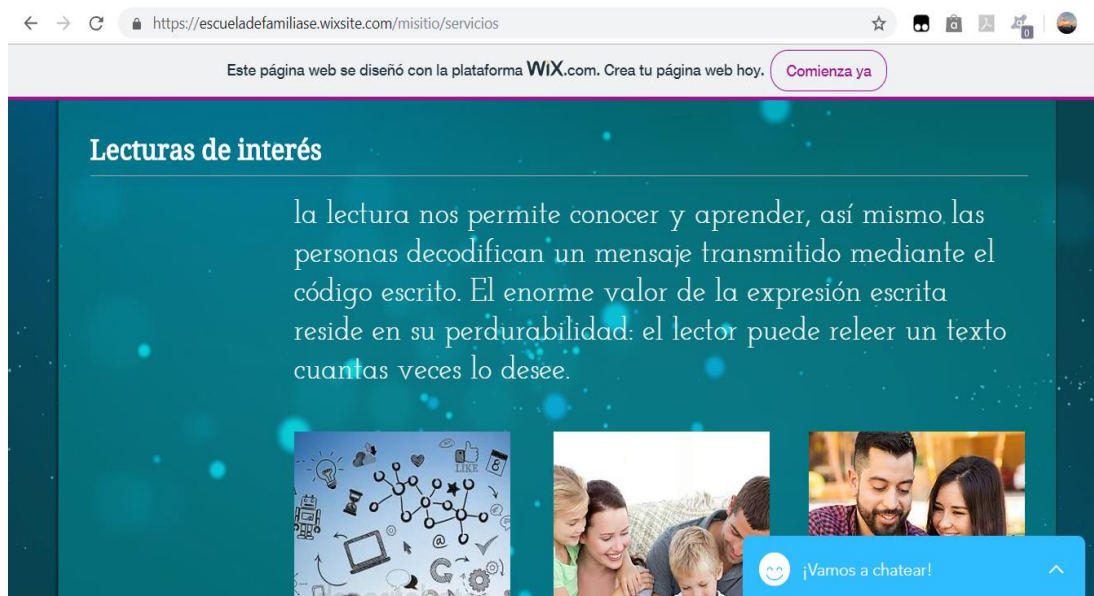 https://escueladefamiliase.wixsite.com/misitio/servicios
0
Este página web se diseñó con la plataforma WiX.com. Crea tu página web hoy. Comienza ya
Lecturas de interés
la lectura nos permite conocer y aprender, así mismo, las
personas decodifican un mensaje transmitido mediante el
código escrito. El enorme valor de la expresión escrita
reside en su perdurabilidad: el lector puede releer un texto
cuantas veces lo desee.
LIKE 8
@
¡Vamos a chatear!